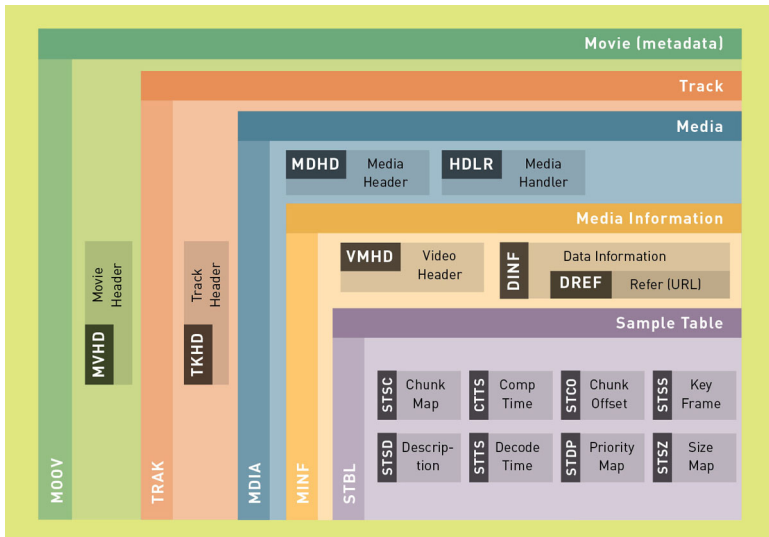 Movie (metadata)
Track
Media
MDHD
Media
Header
HDLR
Media
Handler
Media Information
MVHD
Movie
Header
TKHD
Track
Header
VMHD
Video
Header
DINF
Data Information
DREF
Refer (URL)
Sample Table
STSC
Chunk
Map
CTTS
Comp
Time
STCO
Chunk
Offset
STSS
Key
Frame
STSD
Descrip-
tion
STTS
Decode
Time
STDP
Priority
Map
STSZ
Size
Map
MOOV
TRAK
MDIA
MINF
STBL